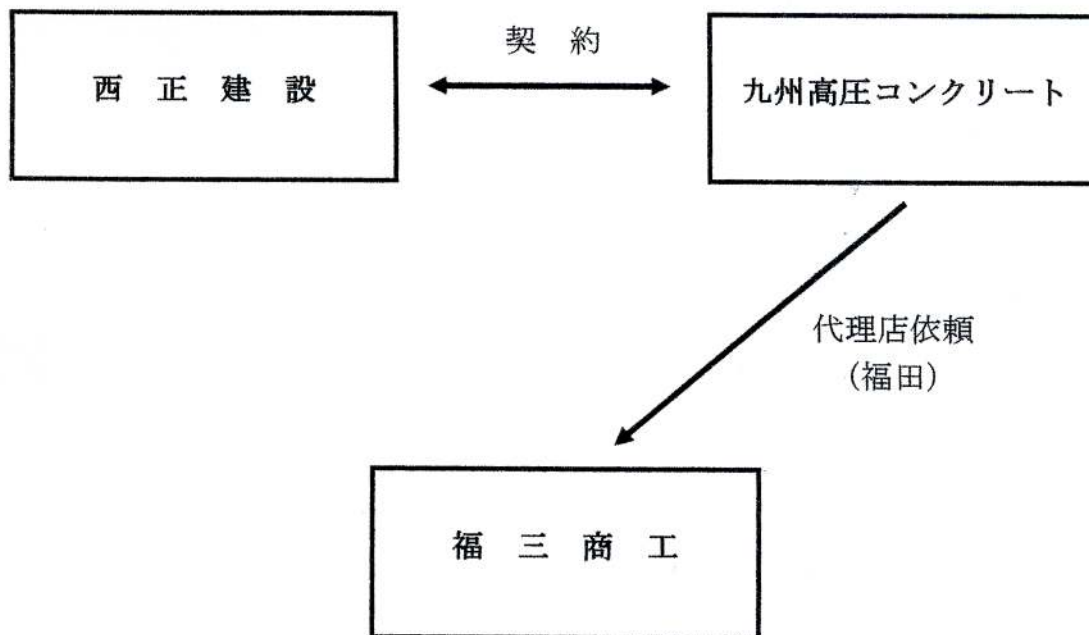 契　約
西　正　建　設
九州高圧コンクリート
代理店依頼
（福田）
福　三　商　工